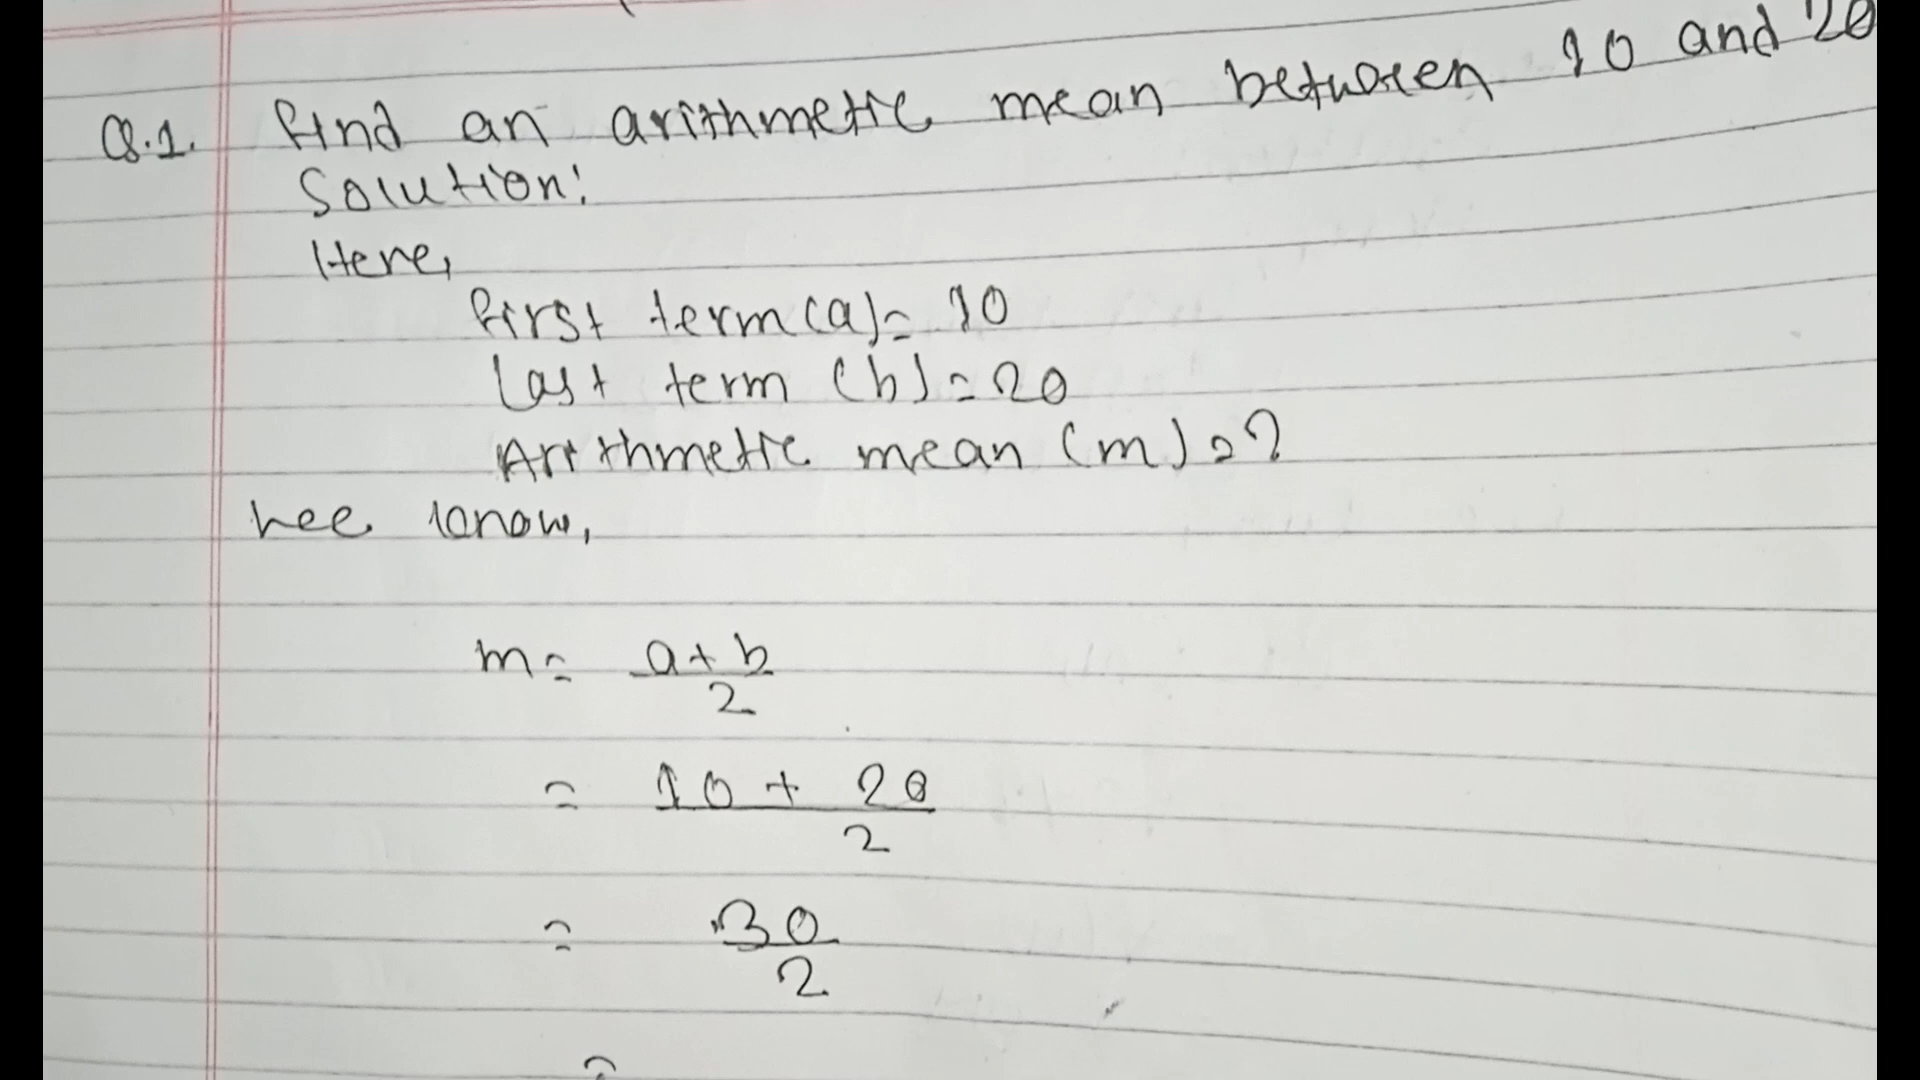 Q.1. Find an arithmetic mean between 10 and 20
Solution:
Here,
first term (a) = 10
Last term (b) = 20
Arithmetic mean (m) = ?
we know,
m = a + b
2
= 10 + 20
2
= 30
2
=